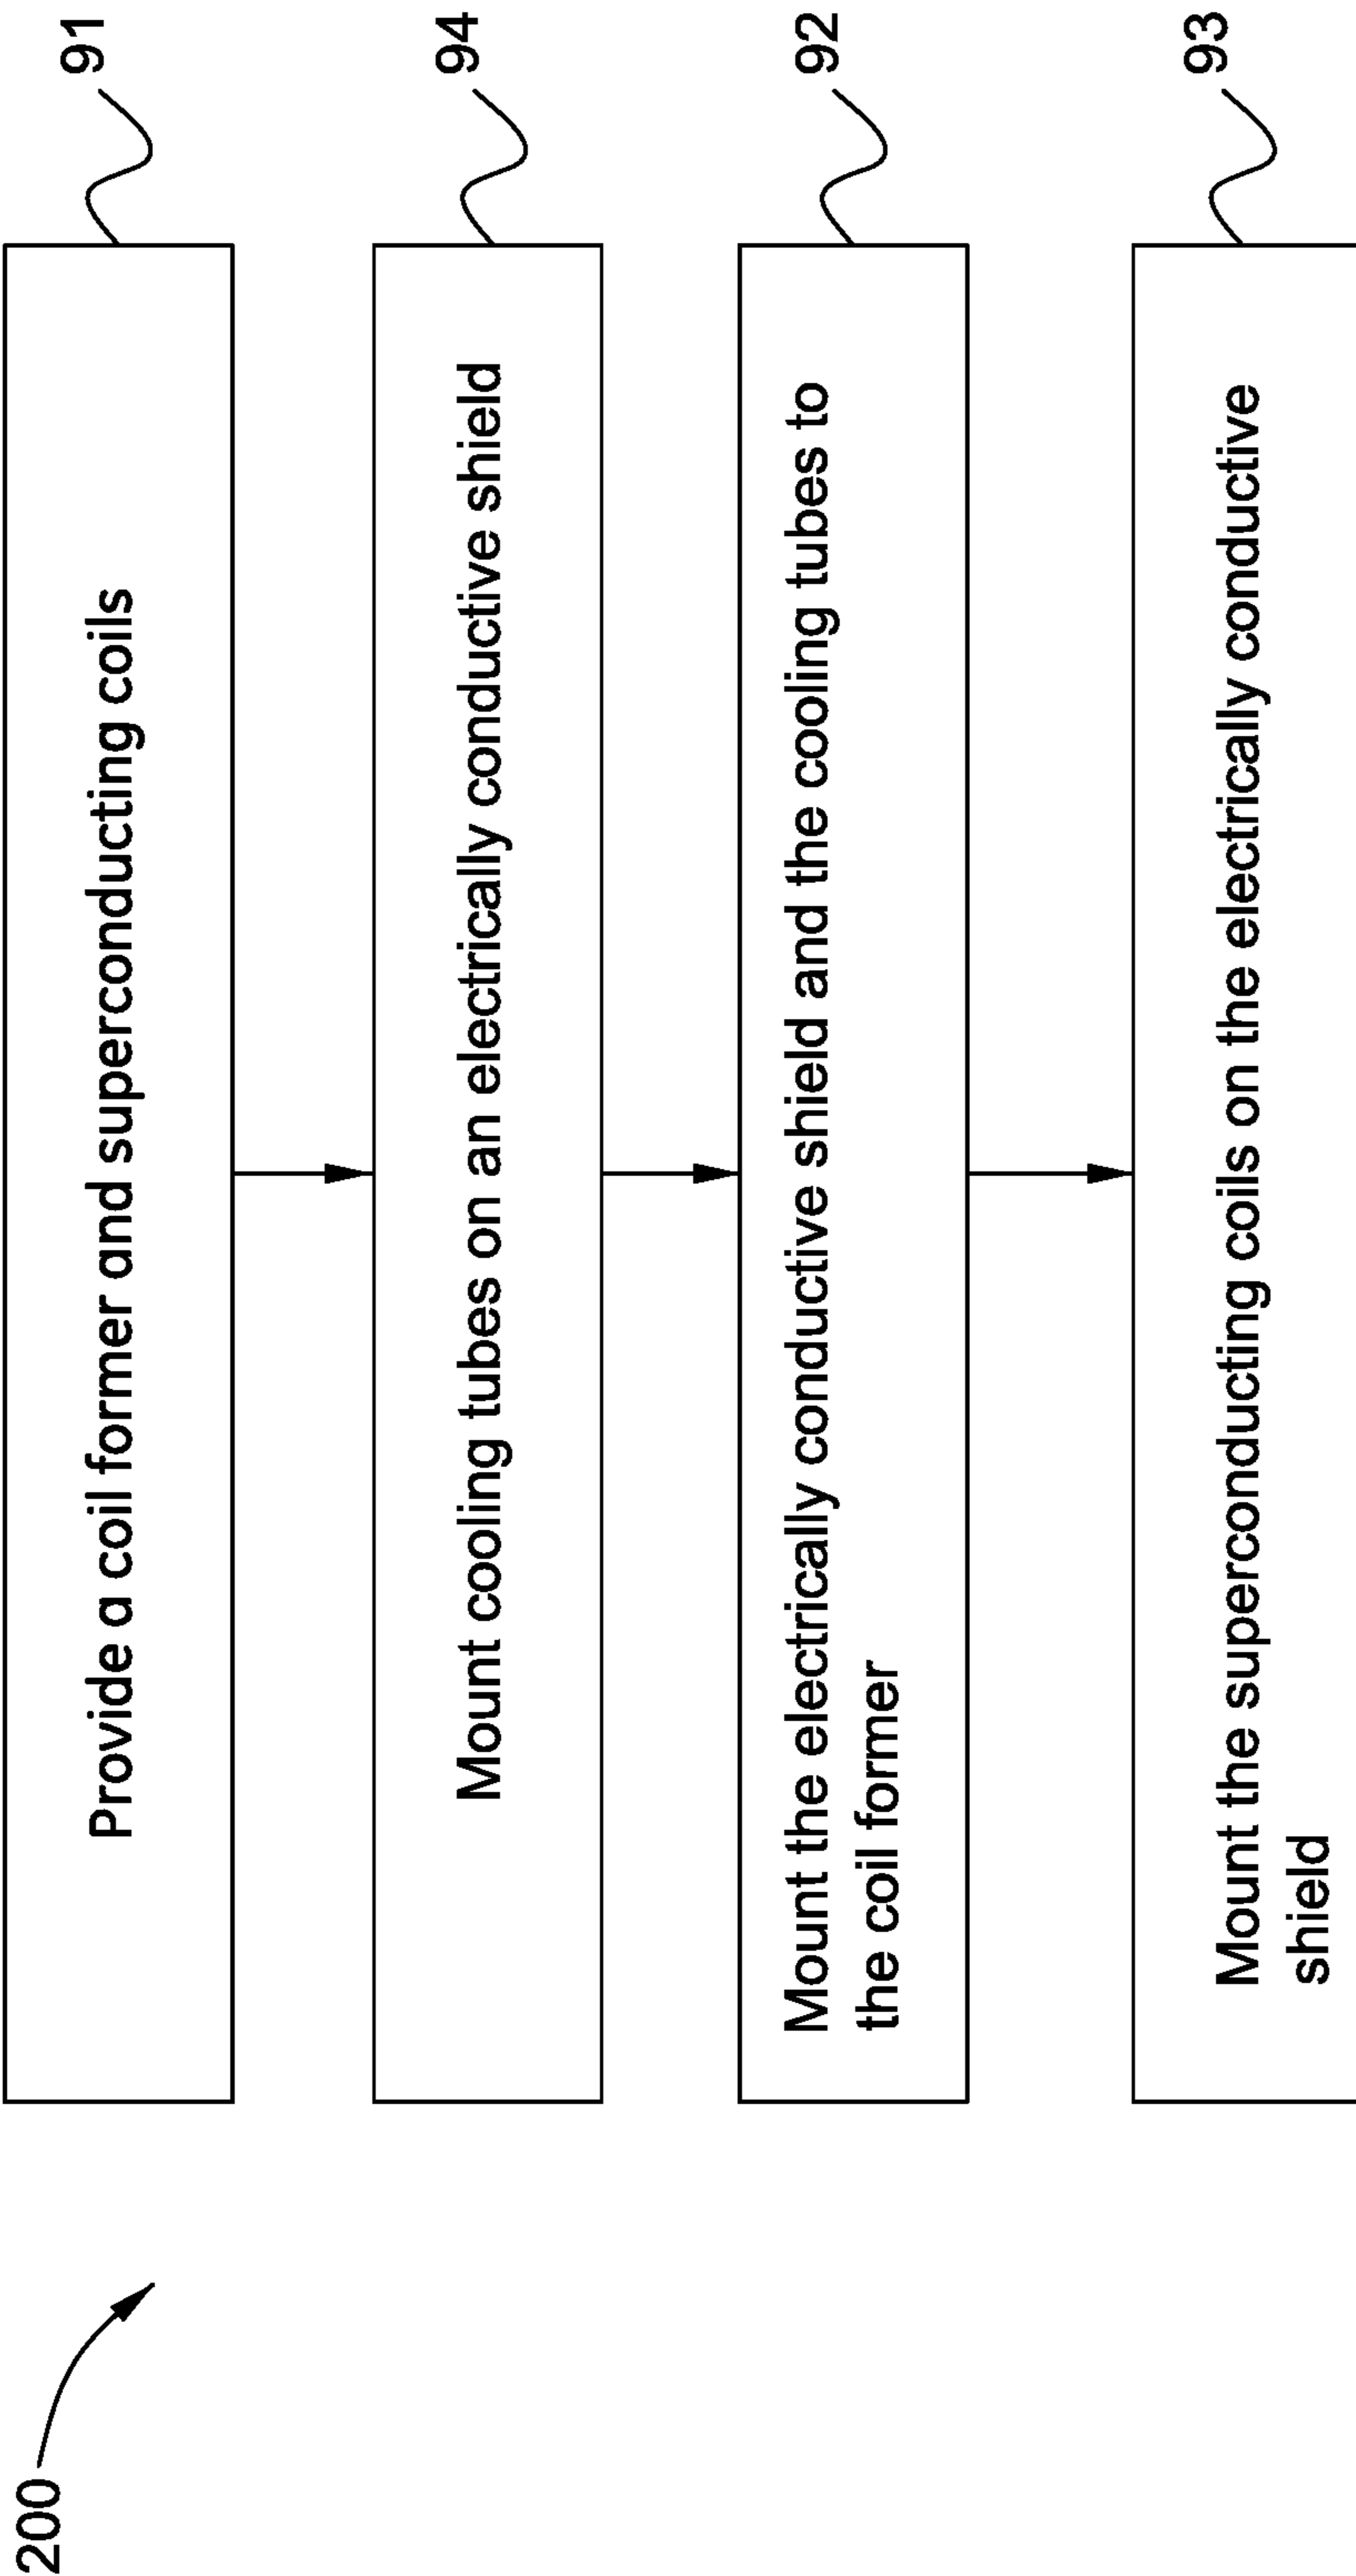 200
Provide a coil former and superconducting coils
91
Mount cooling tubes on an electrically conductive shield
94
Mount the electrically conductive shield and the cooling tubes to
the coil former
92
Mount the superconducting coils on the electrically conductive
shield
93